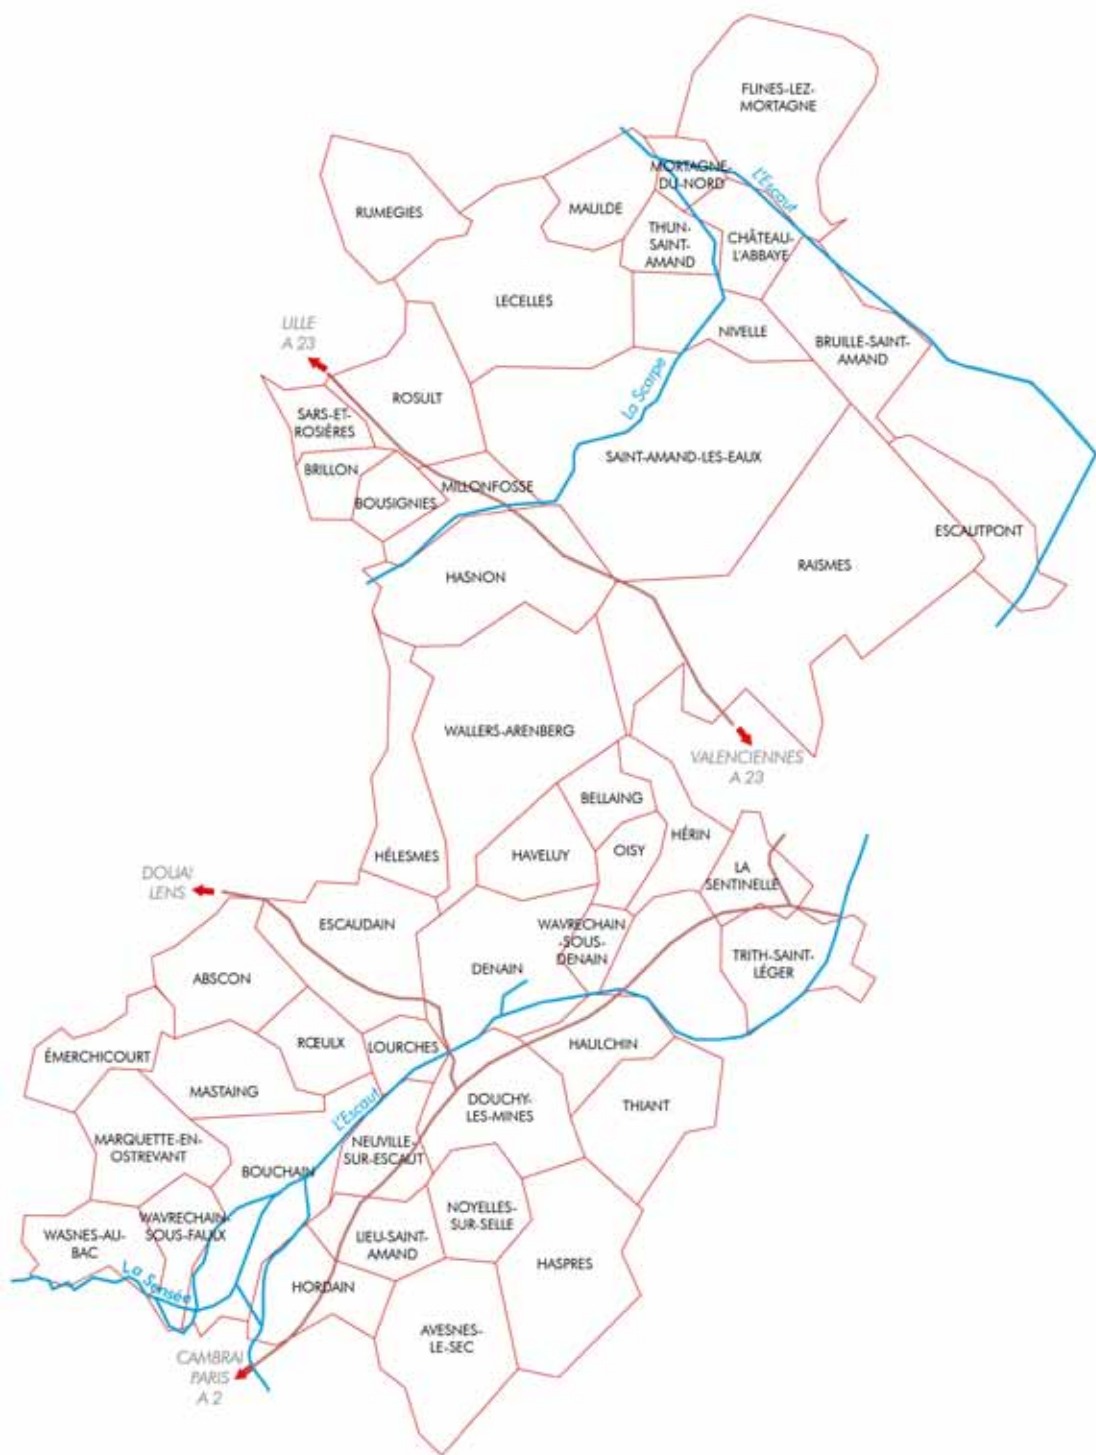 FLINES-LEZ-
MORTAGNE
MORTAGNE-
DU-NORD
L'Escaut
RUMEGIES
MAULDE
THUN-
SAINT-
AMAND
CHÂTEAU-
L'ABBAYE
LECELLES
LILLE
A 23
NIVELLE
BRUILLE-SAINT-
AMAND
La Scarpe
ROSULT
SARS-ET-
ROSIÈRES
SAINT-AMAND-LES-EAUX
BRILLON
MILLONFOSSE
BOUSIGNIES
ESCAUTPONT
RAISMES
HASNON
WALLERS-ARENBERG
VALENCIENNES
A 23
BELLAING
HÉRIN
OISY
HAVELUY
HÉLESMES
LA
SENTINELLE
DOUAI
LENS
ESCAUDAIN
WAVRECHAIN
-SOUS-
DENAIN
TRITH-SAINT-
LÉGER
DENAIN
ABSCON
RŒULX
LOURCHES
HAULCHIN
ÉMERCHICOURT
MASTAING
DOUCHY-
LES-MINES
THIANT
L'Escaut
MARQUETTE-EN-
OSTREVANT
NEUVILLE-
SUR-ESCAUT
BOUCHAIN
NOYELLES-
SUR-SELLE
WAVRECHAIN-
SOUS-FAULX
WASNES-AU-
BAC
LIEU-SAINT-
AMAND
HASPRES
La Sensée
HORDAIN
AVESNES-
LE-SEC
CAMBRAI
PARIS
A 2